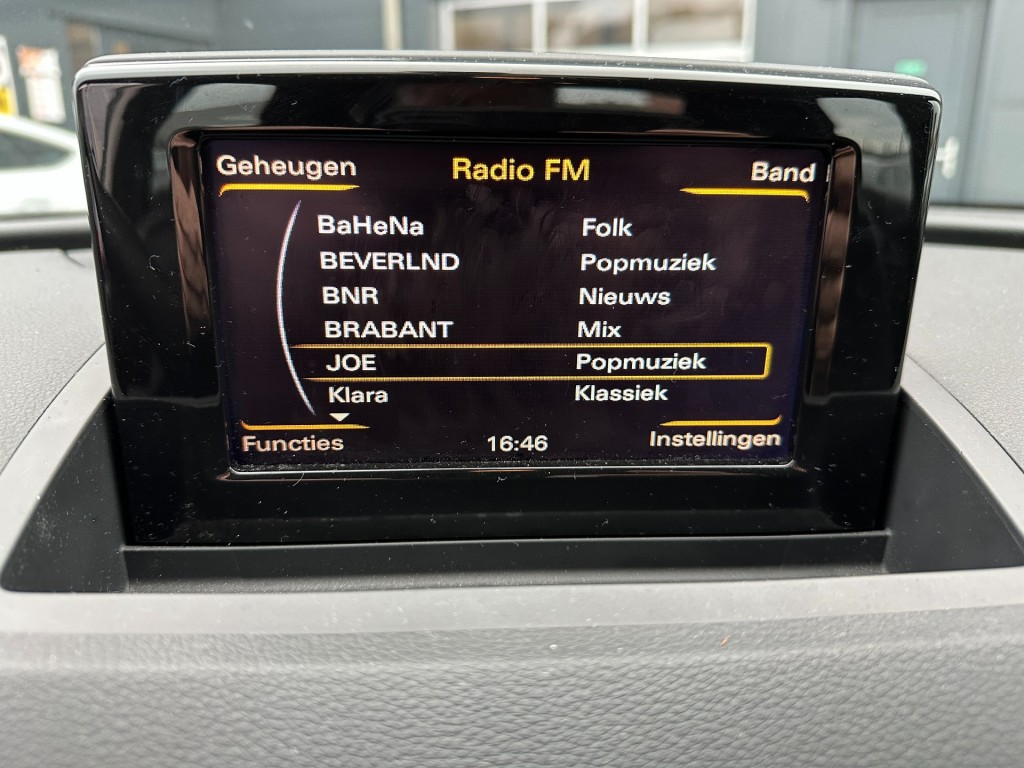 Geheugen Radio FM Band
BaHeNa Folk
BEVERLND Popmuziek
BNR Nieuws
BRABANT Mix
JOE Popmuziek
Klara Klassiek
Functies 16:46 Instellingen